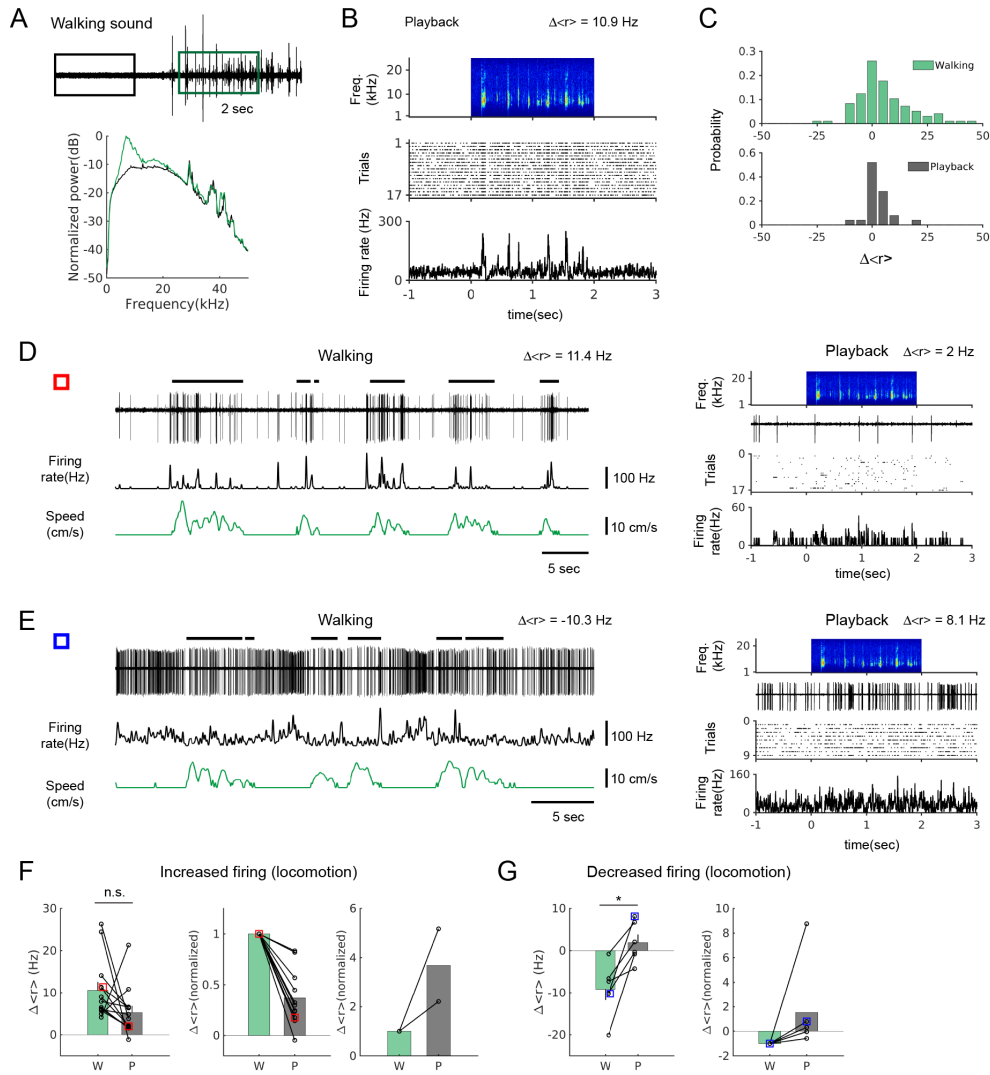 A
Walking sound
2 sec
Normalized power(dB)
0
-10
-20
-30
-40
-50
0
20
40
Frequency(kHz)
B
Playback
Δ<r> = 10.9 Hz
Freq.
(kHz)
20
10
1
Trials
1
17
Firing rate (Hz)
300
0
-1
0
1
2
3
time(sec)
C
Probability
0.3
0.2
0.1
0
Walking
-50
-25
0
25
50
0.6
0.4
0.2
0
Playback
-50
-25
0
25
50
Δ<r>
D
Walking
Δ<r> = 11.4 Hz
Firing
rate(Hz)
100 Hz
Speed
(cm/s)
10 cm/s
5 sec
Playback
Δ<r> = 2 Hz
Freq.
(kHz)
20
1
Trials
0
17
Firing
rate(Hz)
60
0
-1
0
1
2
3
time(sec)
E
Walking
Δ<r> = -10.3 Hz
Firing
rate(Hz)
100 Hz
Speed
(cm/s)
10 cm/s
5 sec
Playback
Δ<r> = 8.1 Hz
Freq.
(kHz)
20
1
Trials
0
9
Firing
rate(Hz)
160
0
-1
0
1
2
3
time(sec)
F
Increased firing (locomotion)
n.s.
Δ<r> (Hz)
30
20
10
0
W
P
Δ<r>(normalized)
1
0.5
0
W
P
Δ<r>(normalized)
6
4
2
0
W
P
G
Decreased firing (locomotion)
*
Δ<r> (Hz)
10
0
-10
-20
W
P
Δ<r>(normalized)
10
8
6
4
2
0
-2
W
P